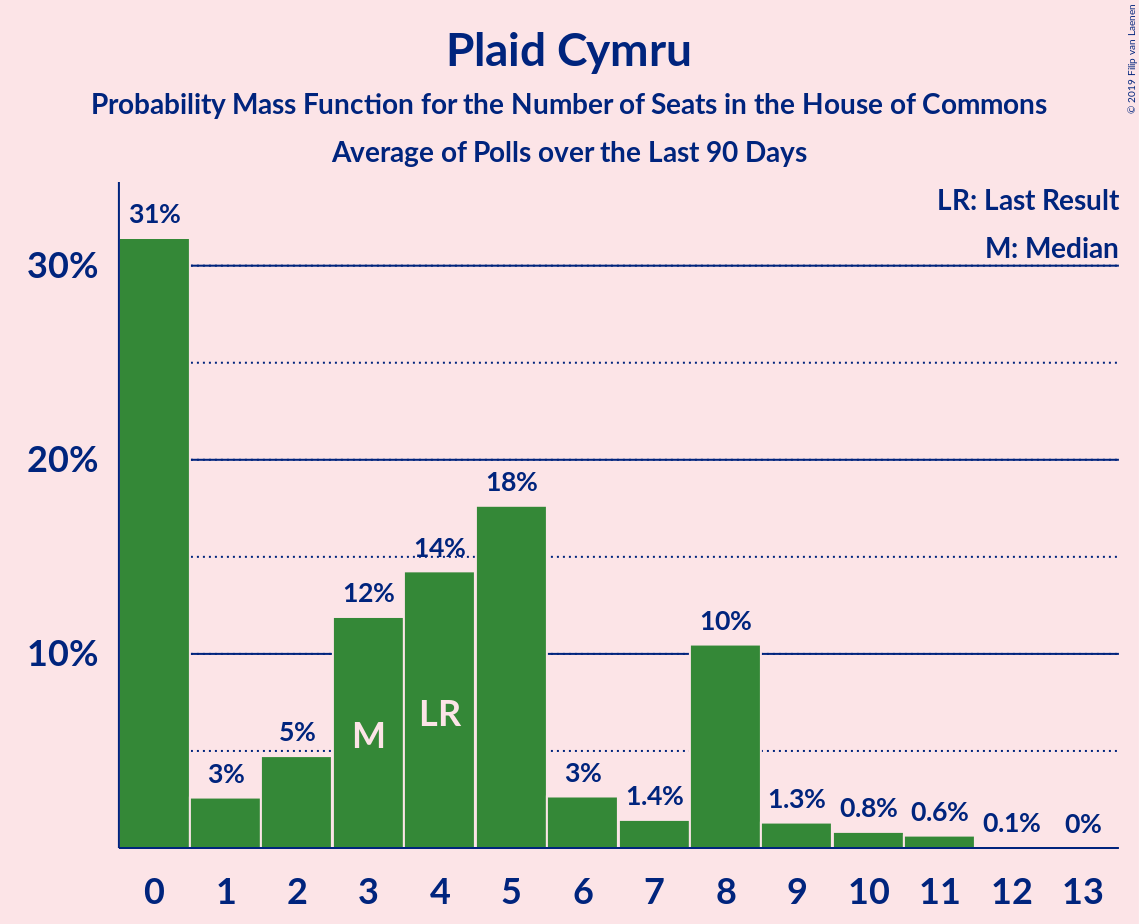 Plaid Cymru
Probability Mass Function for the Number of Seats in the House of Commons
Average of Polls over the Last 90 Days
© 2019 Filip van Laenen
LR: Last Result
M: Median
30%
20%
10%
31%
3%
5%
12%
14%
18%
3%
1.4%
10%
1.3%
0.8%
0.6%
0.1%
0%
M
LR
0 1 2 3 4 5 6 7 8 9 10 11 12 13